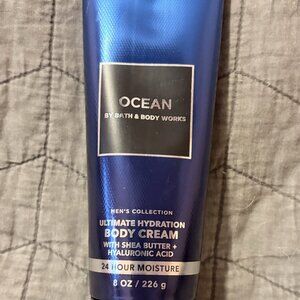 OCEAN
BY BATH & BODY WORKS
MEN'S COLLECTION
ULTIMATE HYDRATION
BODY CREAM
WITH SHEA BUTTER +
HYALURONIC ACID
24 HOUR MOISTURE
8 OZ / 226 g